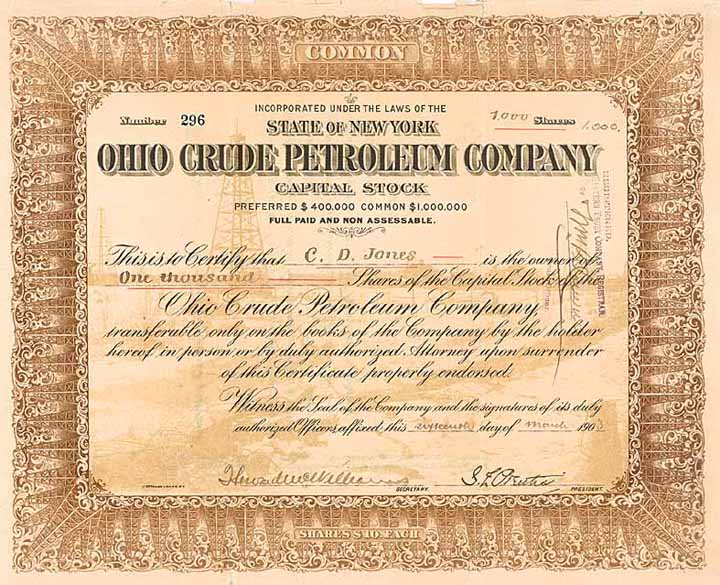 COMMON
INCORPORATED UNDER THE LAWS OF THE
Number 296 STATE OF NEW YORK 1,000 Shares 1,000.
OHIO CRUDE PETROLEUM COMPANY
CAPITAL STOCK
PREFERRED $400.000 COMMON $1.000.000
FULL PAID AND NON ASSESSABLE.
This is to Certify that C. D. Jones is the owner of
One thousand Shares of the Capital Stock of the
Ohio Crude Petroleum Company,
transferable only on the books of the Company by the holder
hereof in person or by duly authorized Attorney upon surrender
of this Certificate properly endorsed.
Witness the Seal of the Company and the signatures of its duly
authorized Officers, affixed this sixteenth day of March 190
SECRETARY. PRESIDENT.
SHARES $10. EACH